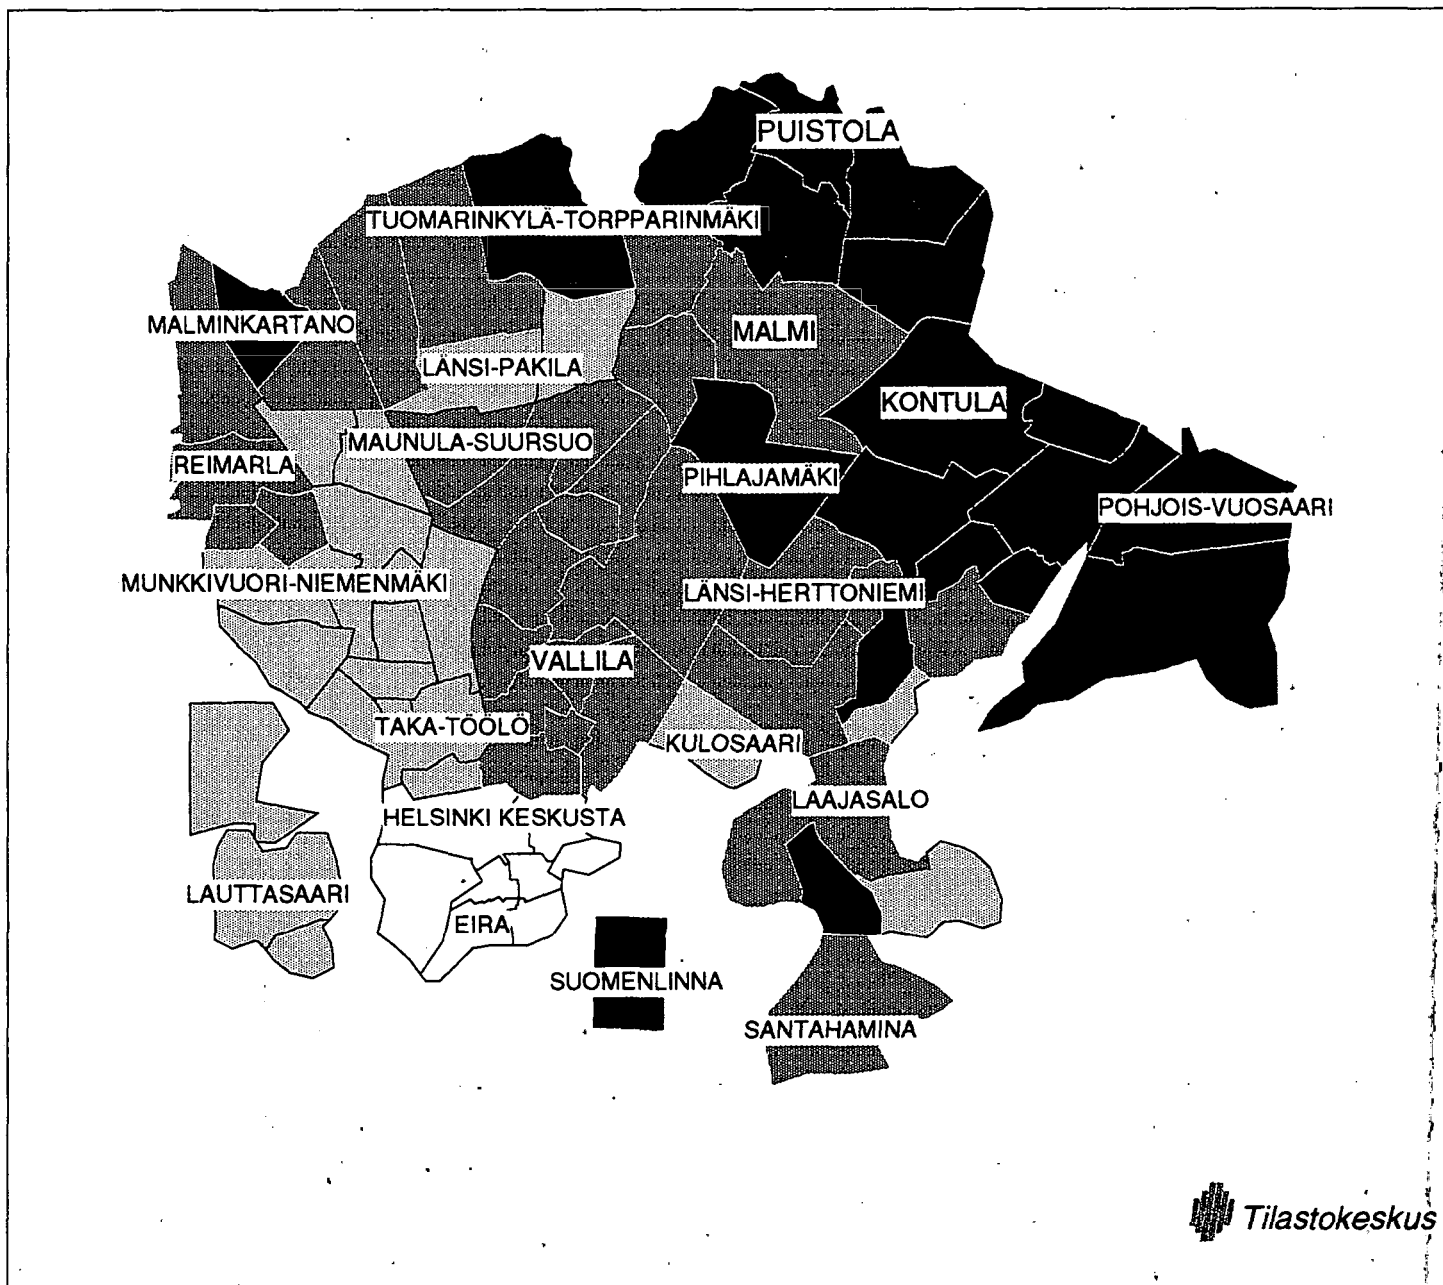 PUISTOLA
TUOMARINKYLÄ-TORPPARINMÄKI
MALMINKARTANO
MALMI
LÄNSI-PAKILA
KONTULA
MAUNULA-SUURSUO
REIMARLA
PIHLAJAMÄKI
POHJOIS-VUOSAARI
MUNKKIVUORI-NIEMENMÄKI
LÄNSI-HERTTONIEMI
VALLILA
TAKA-TÖÖLÖ
KULOSAARI
LAAJASALO
HELSINKI KESKUSTA
LAUTTASAARI
EIRA
SUOMENLINNA
SANTAHAMINA
Tilastokeskus